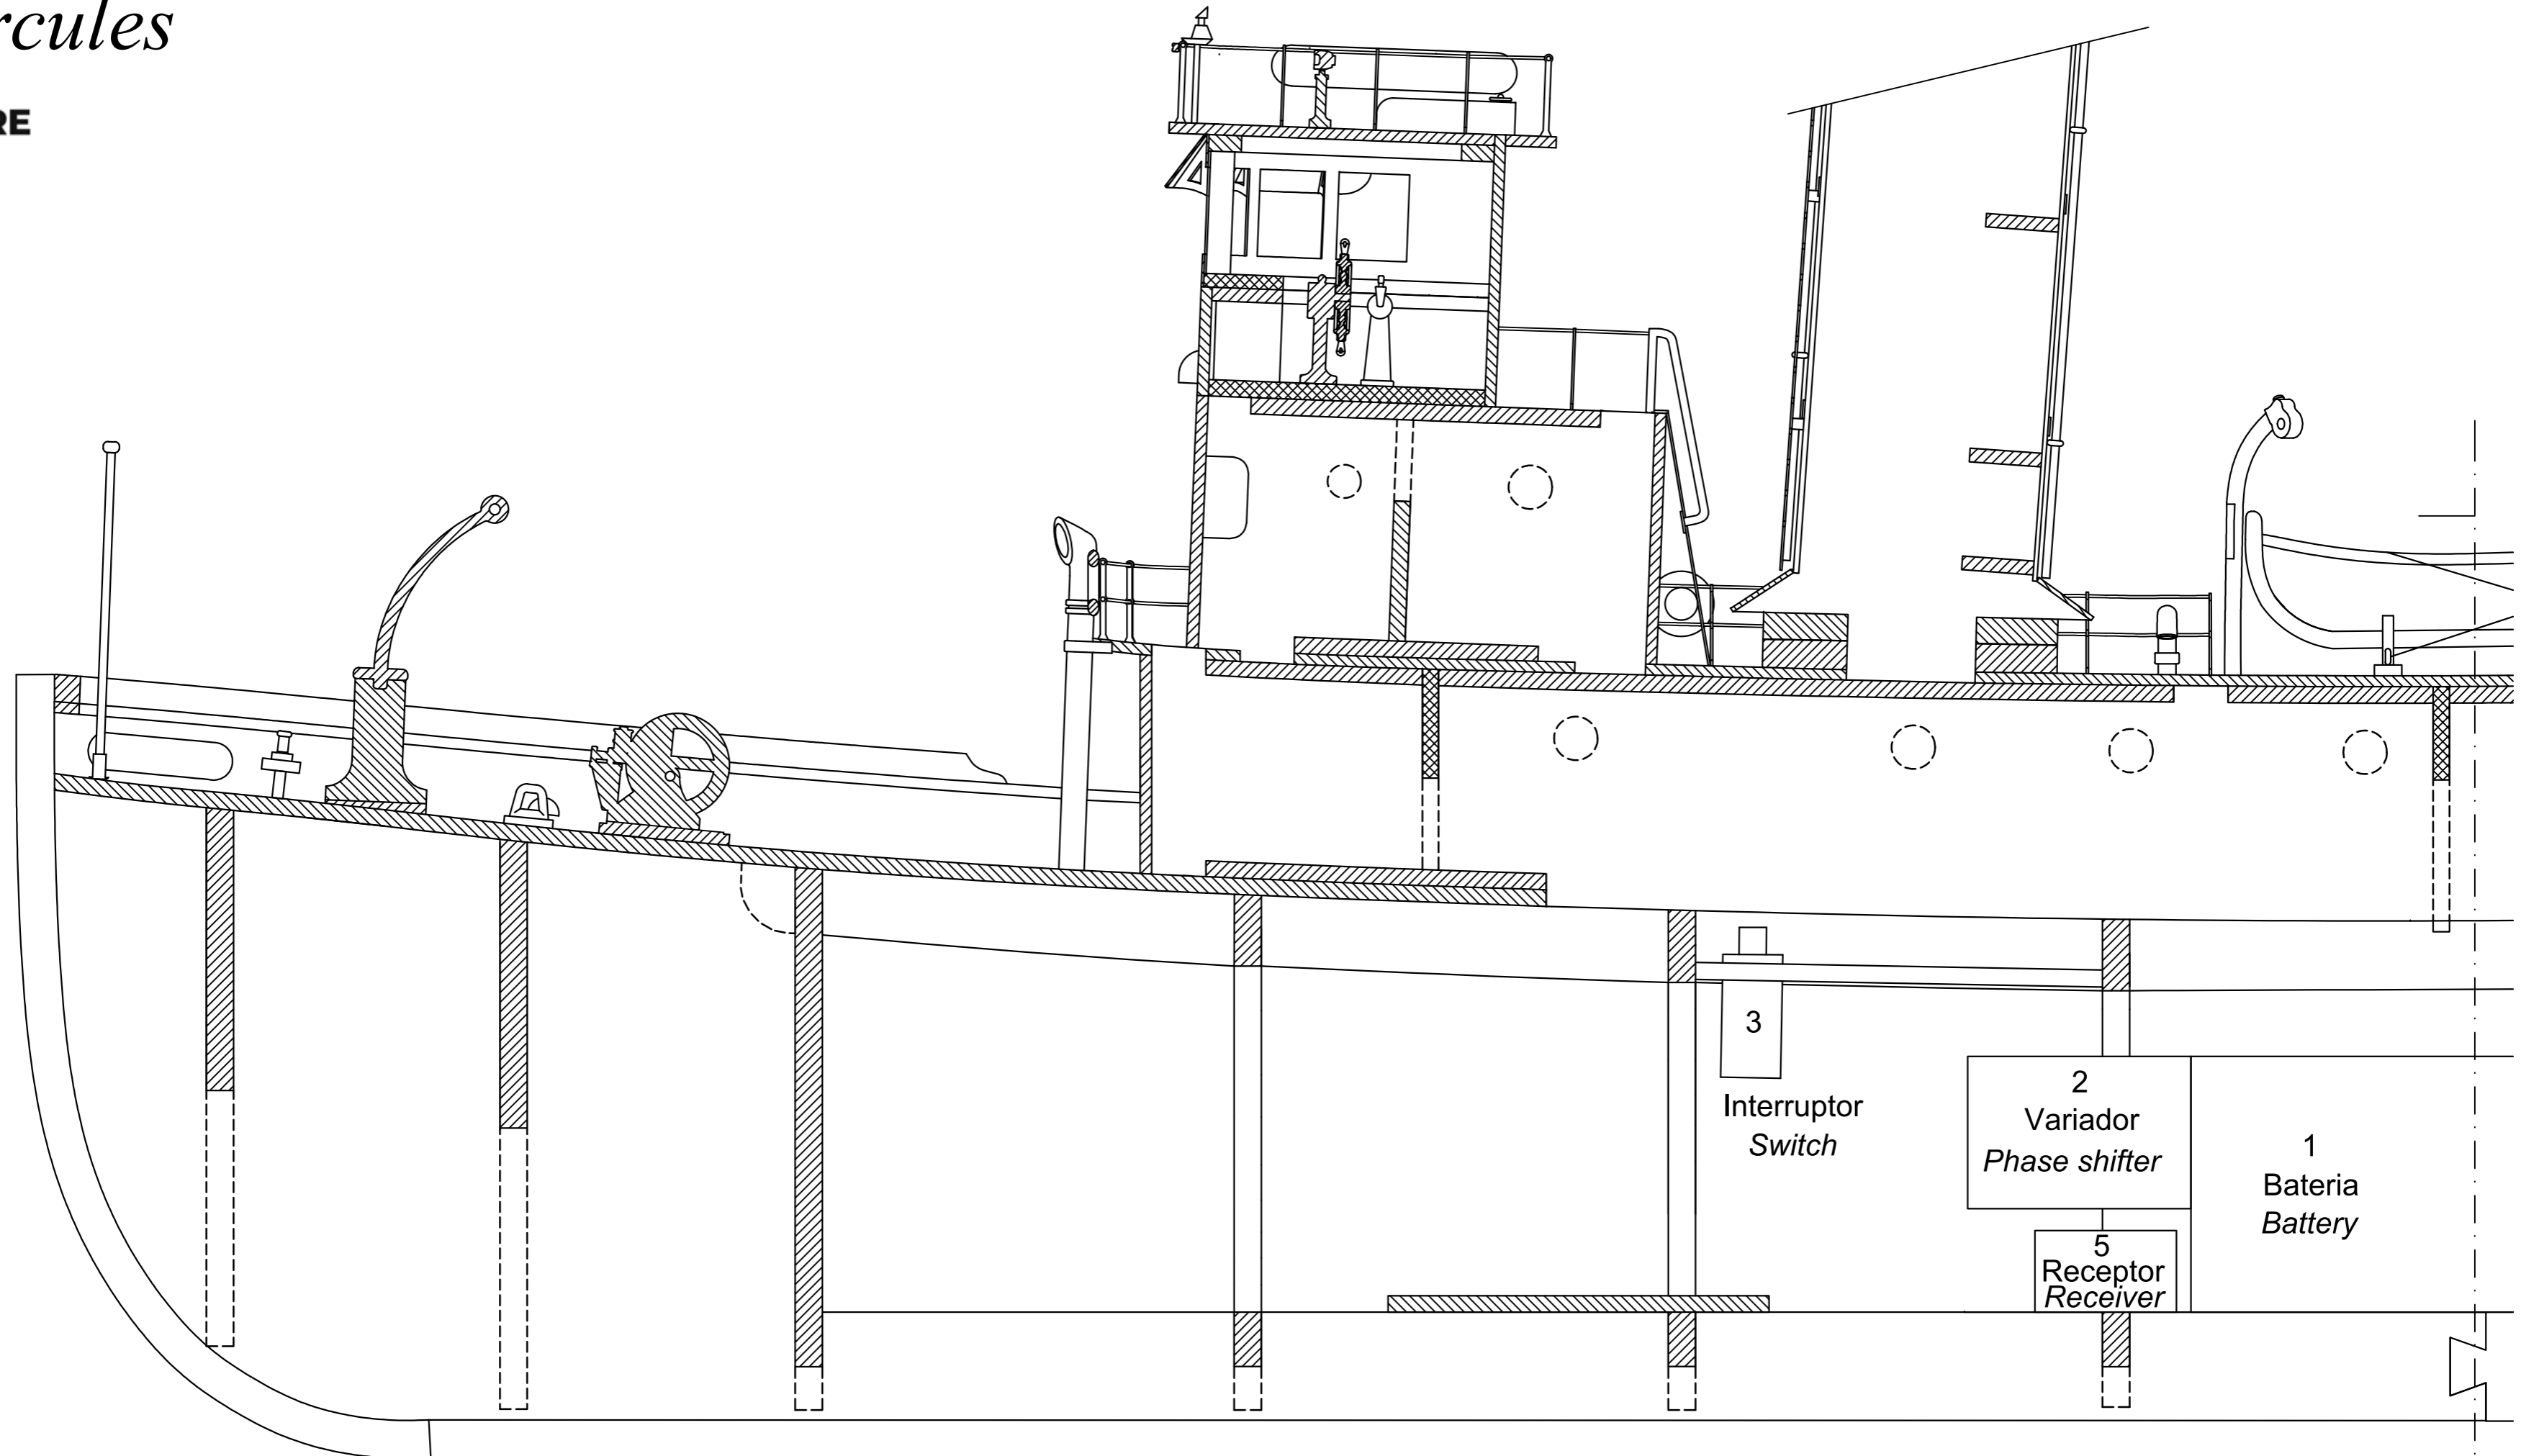 rcules
RE
3
Interruptor
Switch
2
Variador
Phase shifter
1
Bateria
Battery
5
Receptor
Receiver